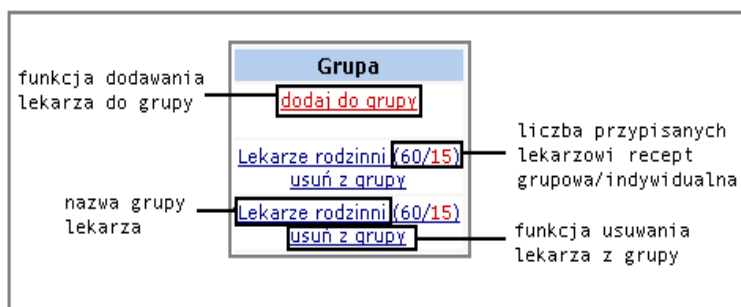 Grupa
funkcja dodawania
lekarza do grupy
dodaj do grupy
liczba przypisanych
lekarzowi recept
grupowa/indywidualna
Lekarze rodzinni (60/15)
usuń z grupy
nazwa grupy
lekarza
Lekarze rodzinni (60/15)
usuń z grupy
funkcja usuwania
lekarza z grupy